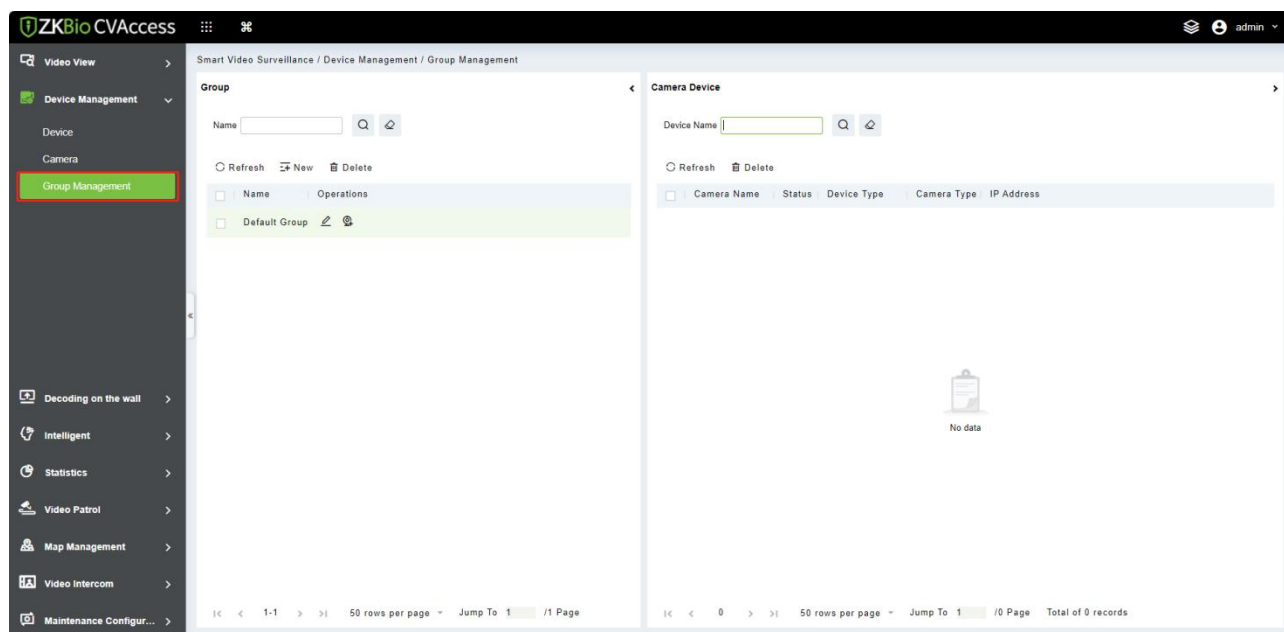 ZKBio CVAccess
admin
Video View
Device Management
Device
Camera
Group Management
Decoding on the wall
Intelligent
Statistics
Video Patrol
Map Management
Video Intercom
Maintenance Configur...
Smart Video Surveillance / Device Management / Group Management
Group
Name
Refresh New Delete
Name Operations
Default Group
1-1 50 rows per page Jump To 1 /1 Page
Camera Device
Device Name
Refresh Delete
Camera Name Status Device Type Camera Type IP Address
No data
0 50 rows per page Jump To 1 /0 Page Total of 0 records